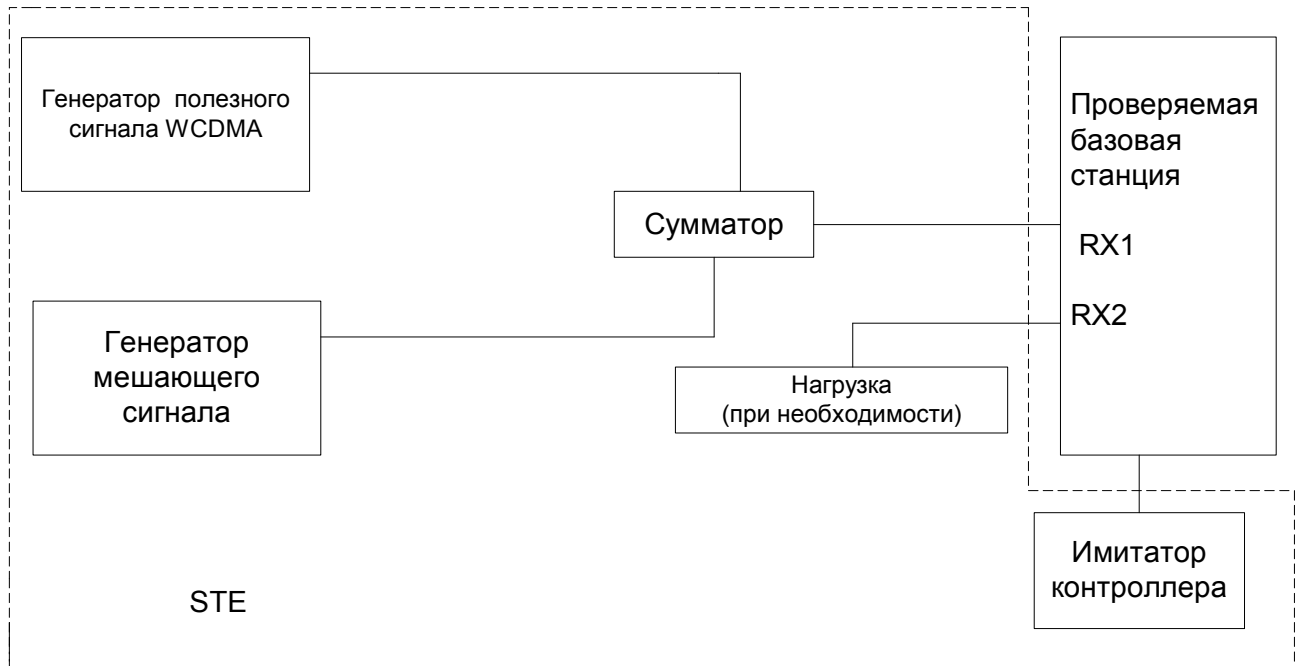 Генератор полезного
сигнала WCDMA
Проверяемая
базовая
станция
Сумматор
RX1
RX2
Генератор
мешающего
сигнала
Нагрузка
(при необходимости)
Имитатор
контроллера
STE